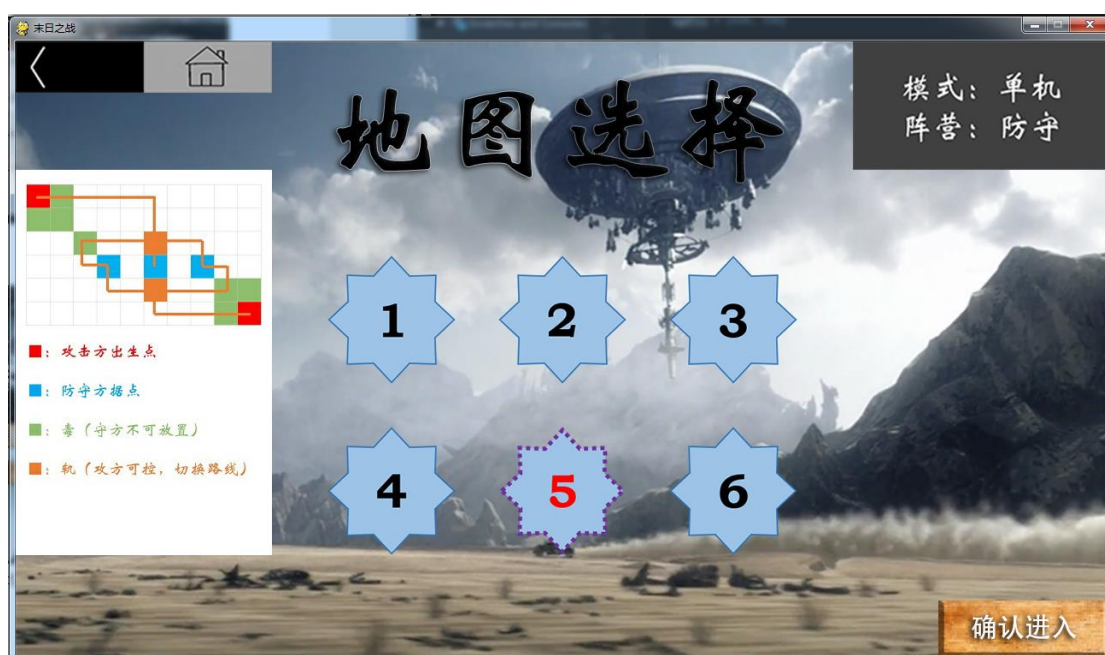 末日之战
地图选择
模式：单机
阵营：防守
：攻击方出生点
：防守方据点
：毒（守方不可放置）
：轨（攻方可控，切换路线）
1 2 3
4 5 6
确认进入